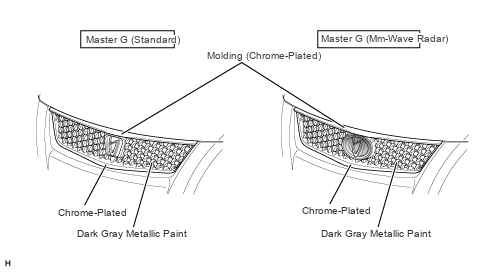 Master G (Standard)
Master G (Mm-Wave Radar)
Molding (Chrome-Plated)
Chrome-Plated
Chrome-Plated
Dark Gray Metallic Paint
Dark Gray Metallic Paint
H